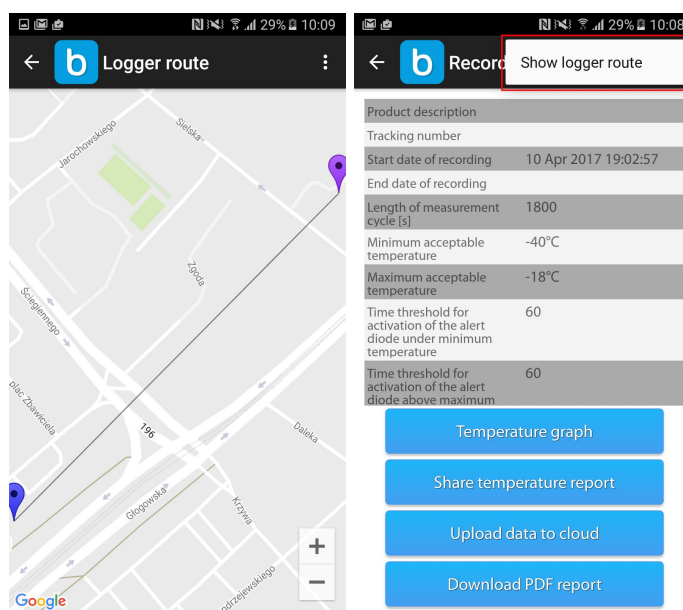 29% 10:09
b Logger route
Jarochowskiego
Sielska
Zgoda
Ściegiennego
plac Zbawiciela
196
Daleka
Głogowska
Krzywa
+
−
Google
29% 10:08
b Record
Show logger route
Product description
Tracking number
Start date of recording 10 Apr 2017 19:02:57
End date of recording
Length of measurement 1800
cycle [s]
Minimum acceptable -40°C
temperature
Maximum acceptable -18°C
temperature
Time threshold for 60
activation of the alert
diode under minimum
temperature
Time threshold for 60
activation of the alert
diode above maximum
Temperature graph
Share temperature report
Upload data to cloud
Download PDF report